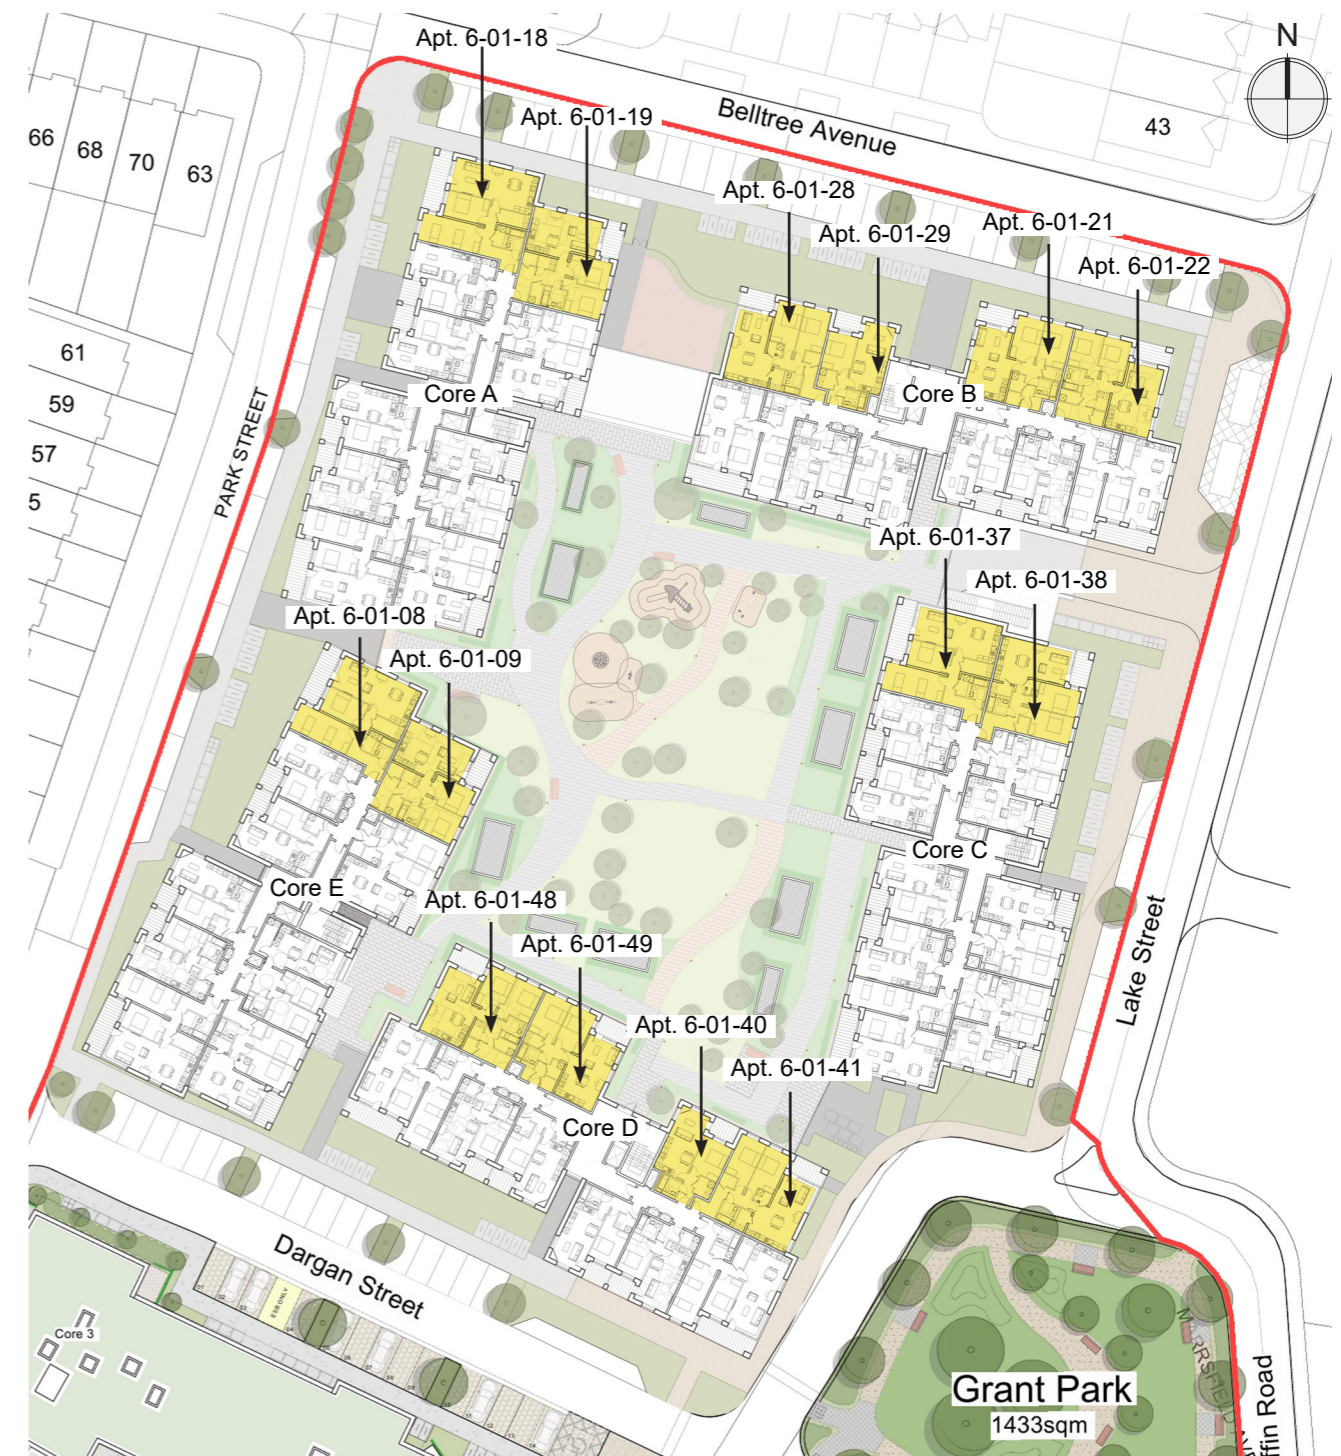 Apt. 6-01-18
N
Belltree Avenue
Apt. 6-01-19
43
66
68
70
63
Apt. 6-01-28
Apt. 6-01-29
Apt. 6-01-21
Apt. 6-01-22
61
Core A
Core B
59
PARK STREET
57
5
Apt. 6-01-37
Apt. 6-01-38
Apt. 6-01-08
Apt. 6-01-09
Core C
Core E
Apt. 6-01-48
Apt. 6-01-49
Lake Street
Apt. 6-01-40
Apt. 6-01-41
Core D
Dargan Street
ESB ONLY
Core 3
Grant Park
1433sqm
ffin Road